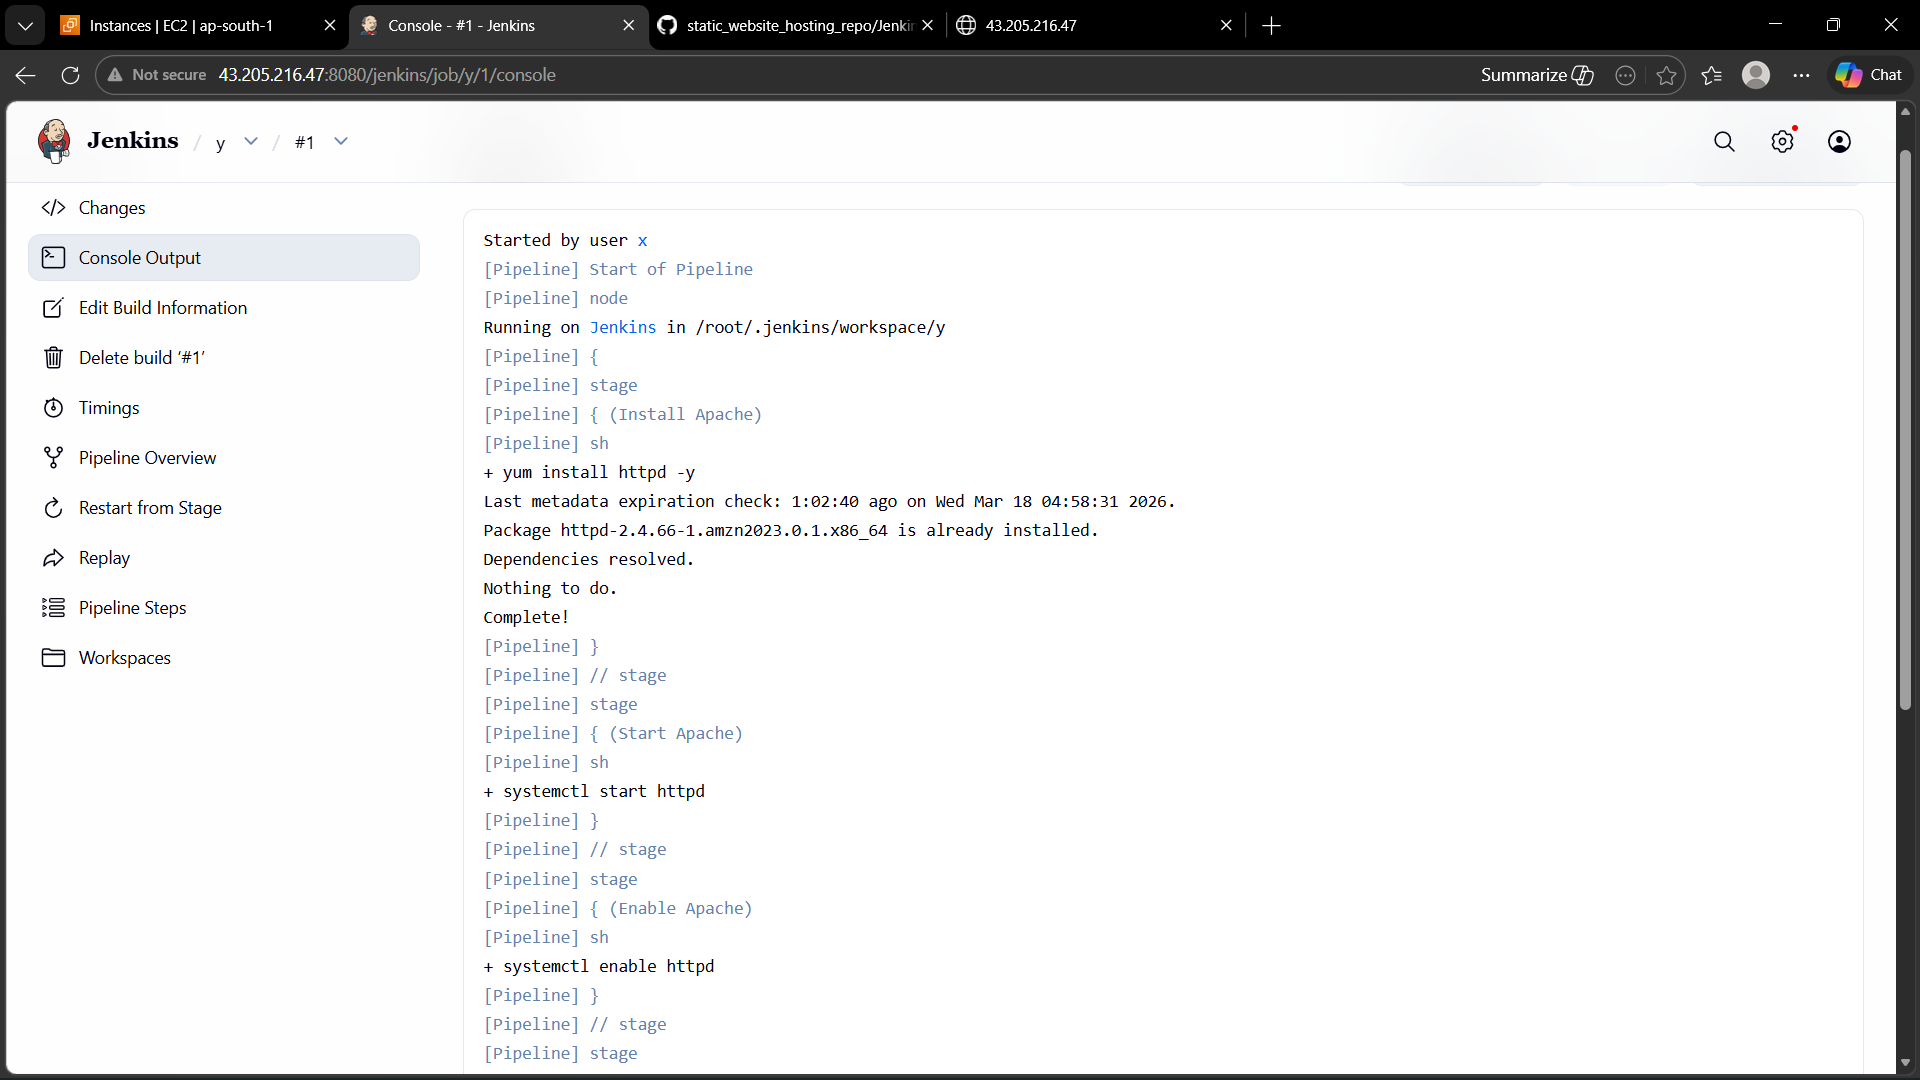 Instances | EC2 | ap-south-1
Console - #1 - Jenkins
static_website_hosting_repo/Jenkin
43.205.216.47
Not secure 43.205.216.47:8080/jenkins/job/y/1/console
Summarize
Chat
Jenkins / y / #1
Changes
Console Output
Edit Build Information
Delete build ‘#1’
Timings
Pipeline Overview
Restart from Stage
Replay
Pipeline Steps
Workspaces
Started by user x
[Pipeline] Start of Pipeline
[Pipeline] node
Running on Jenkins in /root/.jenkins/workspace/y
[Pipeline] {
[Pipeline] stage
[Pipeline] { (Install Apache)
[Pipeline] sh
+ yum install httpd -y
Last metadata expiration check: 1:02:40 ago on Wed Mar 18 04:58:31 2026.
Package httpd-2.4.66-1.amzn2023.0.1.x86_64 is already installed.
Dependencies resolved.
Nothing to do.
Complete!
[Pipeline] }
[Pipeline] // stage
[Pipeline] stage
[Pipeline] { (Start Apache)
[Pipeline] sh
+ systemctl start httpd
[Pipeline] }
[Pipeline] // stage
[Pipeline] stage
[Pipeline] { (Enable Apache)
[Pipeline] sh
+ systemctl enable httpd
[Pipeline] }
[Pipeline] // stage
[Pipeline] stage